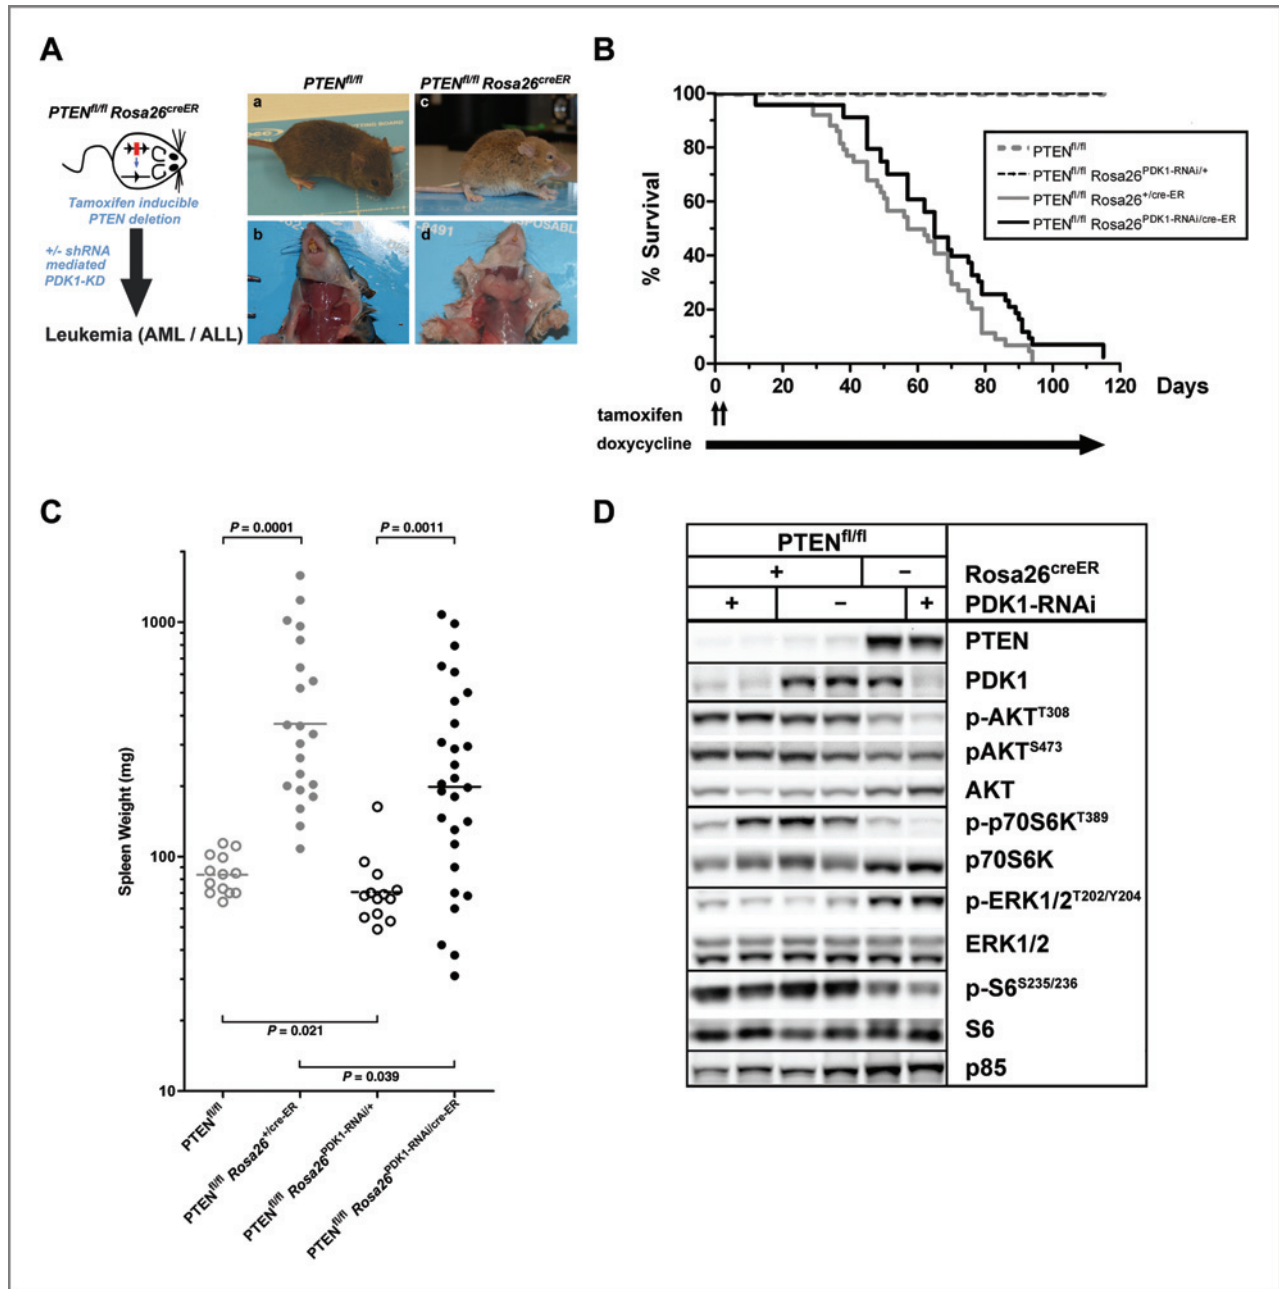 A
PTENfl/fl Rosa26creER
Tamoxifen inducible
PTEN deletion
+/- shRNA
mediated
PDK1-KD
Leukemia (AML / ALL)
PTENfl/fl
PTENfl/fl Rosa26creER
a
c
b
d
B
% Survival
100
80
60
40
20
0
0 20 40 60 80 100 120 Days
PTENfl/fl
PTENfl/fl Rosa26PDK1-RNAi/+
PTENfl/fl Rosa26+/cre-ER
PTENfl/fl Rosa26PDK1-RNAi/cre-ER
tamoxifen
doxycycline
C
P = 0.0001
P = 0.0011
Spleen Weight (mg)
1000
100
10
P = 0.021
P = 0.039
PTENfl/fl
PTENfl/fl Rosa26+/cre-ER
PTENfl/fl Rosa26PDK1-RNAi/+
PTENfl/fl Rosa26PDK1-RNAi/cre-ER
D
PTENfl/fl
+ − Rosa26creER
+ − + PDK1-RNAi
PTEN
PDK1
p-AKTT308
pAKTS473
AKT
p-p70S6KT389
p70S6K
p-ERK1/2T202/Y204
ERK1/2
p-S6S235/236
S6
p85